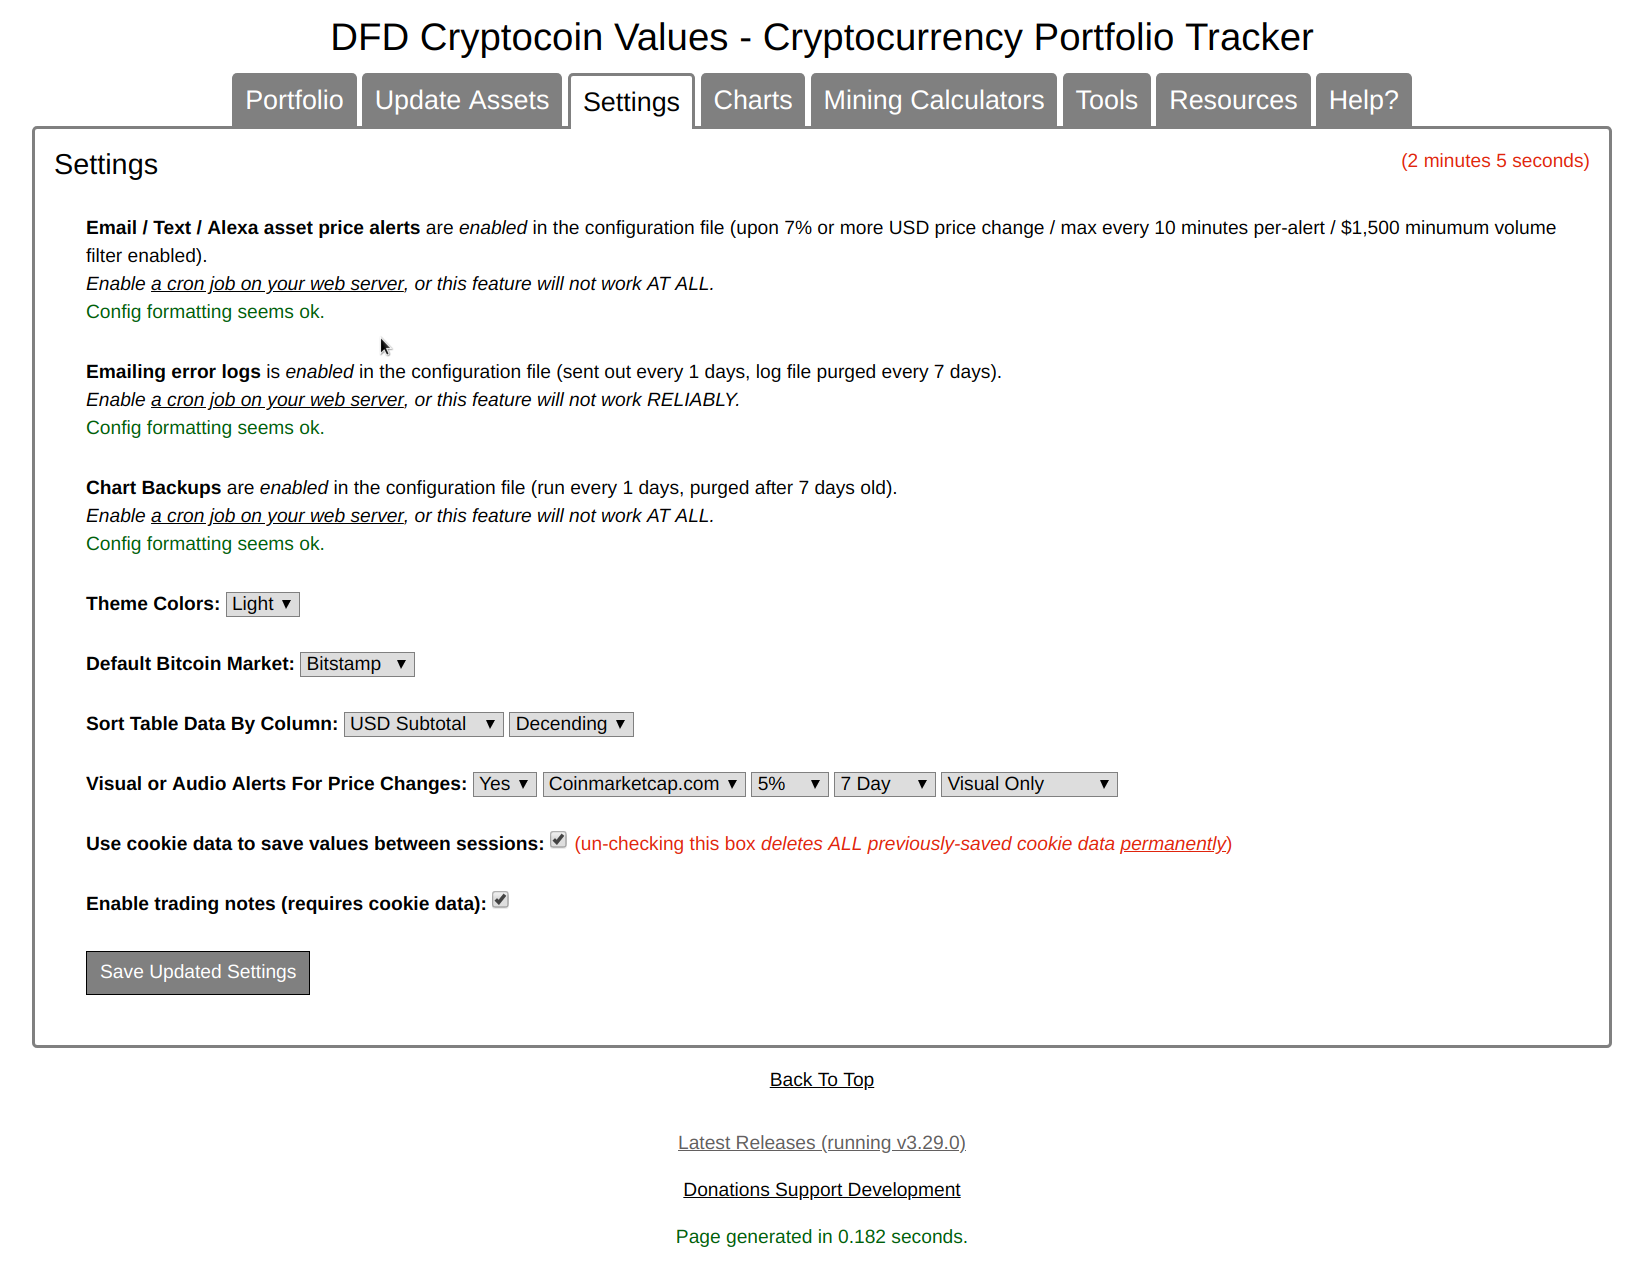 DFD Cryptocoin Values - Cryptocurrency Portfolio Tracker
Portfolio Update Assets Settings Charts Mining Calculators Tools Resources Help?
Settings (2 minutes 5 seconds)
Email / Text / Alexa asset price alerts are enabled in the configuration file (upon 7% or more USD price change / max every 10 minutes per-alert / $1,500 minumum volume
filter enabled).
Enable a cron job on your web server, or this feature will not work AT ALL.
Config formatting seems ok.
Emailing error logs is enabled in the configuration file (sent out every 1 days, log file purged every 7 days).
Enable a cron job on your web server, or this feature will not work RELIABLY.
Config formatting seems ok.
Chart Backups are enabled in the configuration file (run every 1 days, purged after 7 days old).
Enable a cron job on your web server, or this feature will not work AT ALL.
Config formatting seems ok.
Theme Colors: Light
Default Bitcoin Market: Bitstamp
Sort Table Data By Column: USD Subtotal Decending
Visual or Audio Alerts For Price Changes: Yes Coinmarketcap.com 5% 7 Day Visual Only
Use cookie data to save values between sessions: (un-checking this box deletes ALL previously-saved cookie data permanently)
Enable trading notes (requires cookie data):
Save Updated Settings
Back To Top
Latest Releases (running v3.29.0)
Donations Support Development
Page generated in 0.182 seconds.